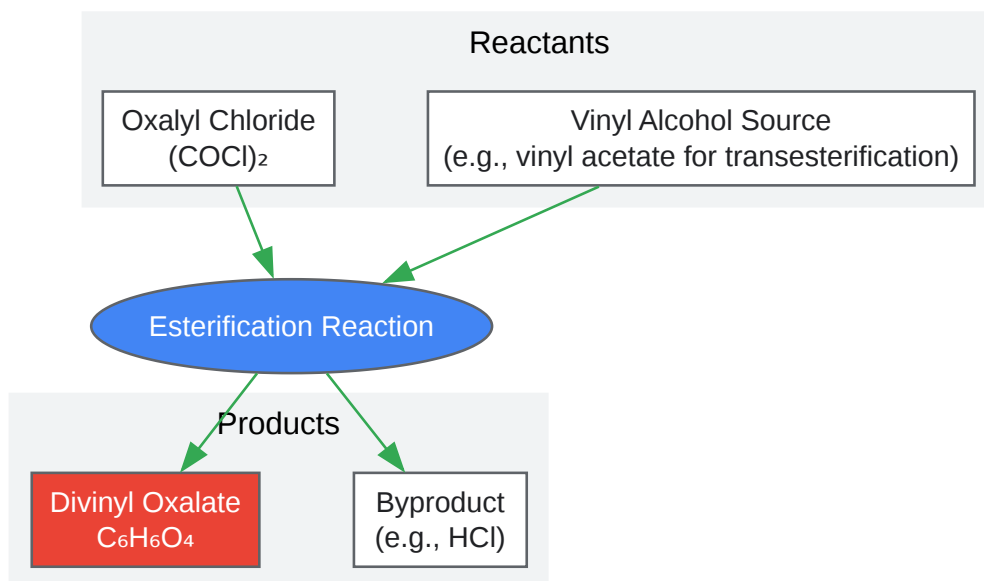 Reactants
Oxalyl Chloride
(COCl)₂
Vinyl Alcohol Source
(e.g., vinyl acetate for transesterification)
Esterification Reaction
Products
Divinyl Oxalate
C₆H₆O₄
Byproduct
(e.g., HCl)